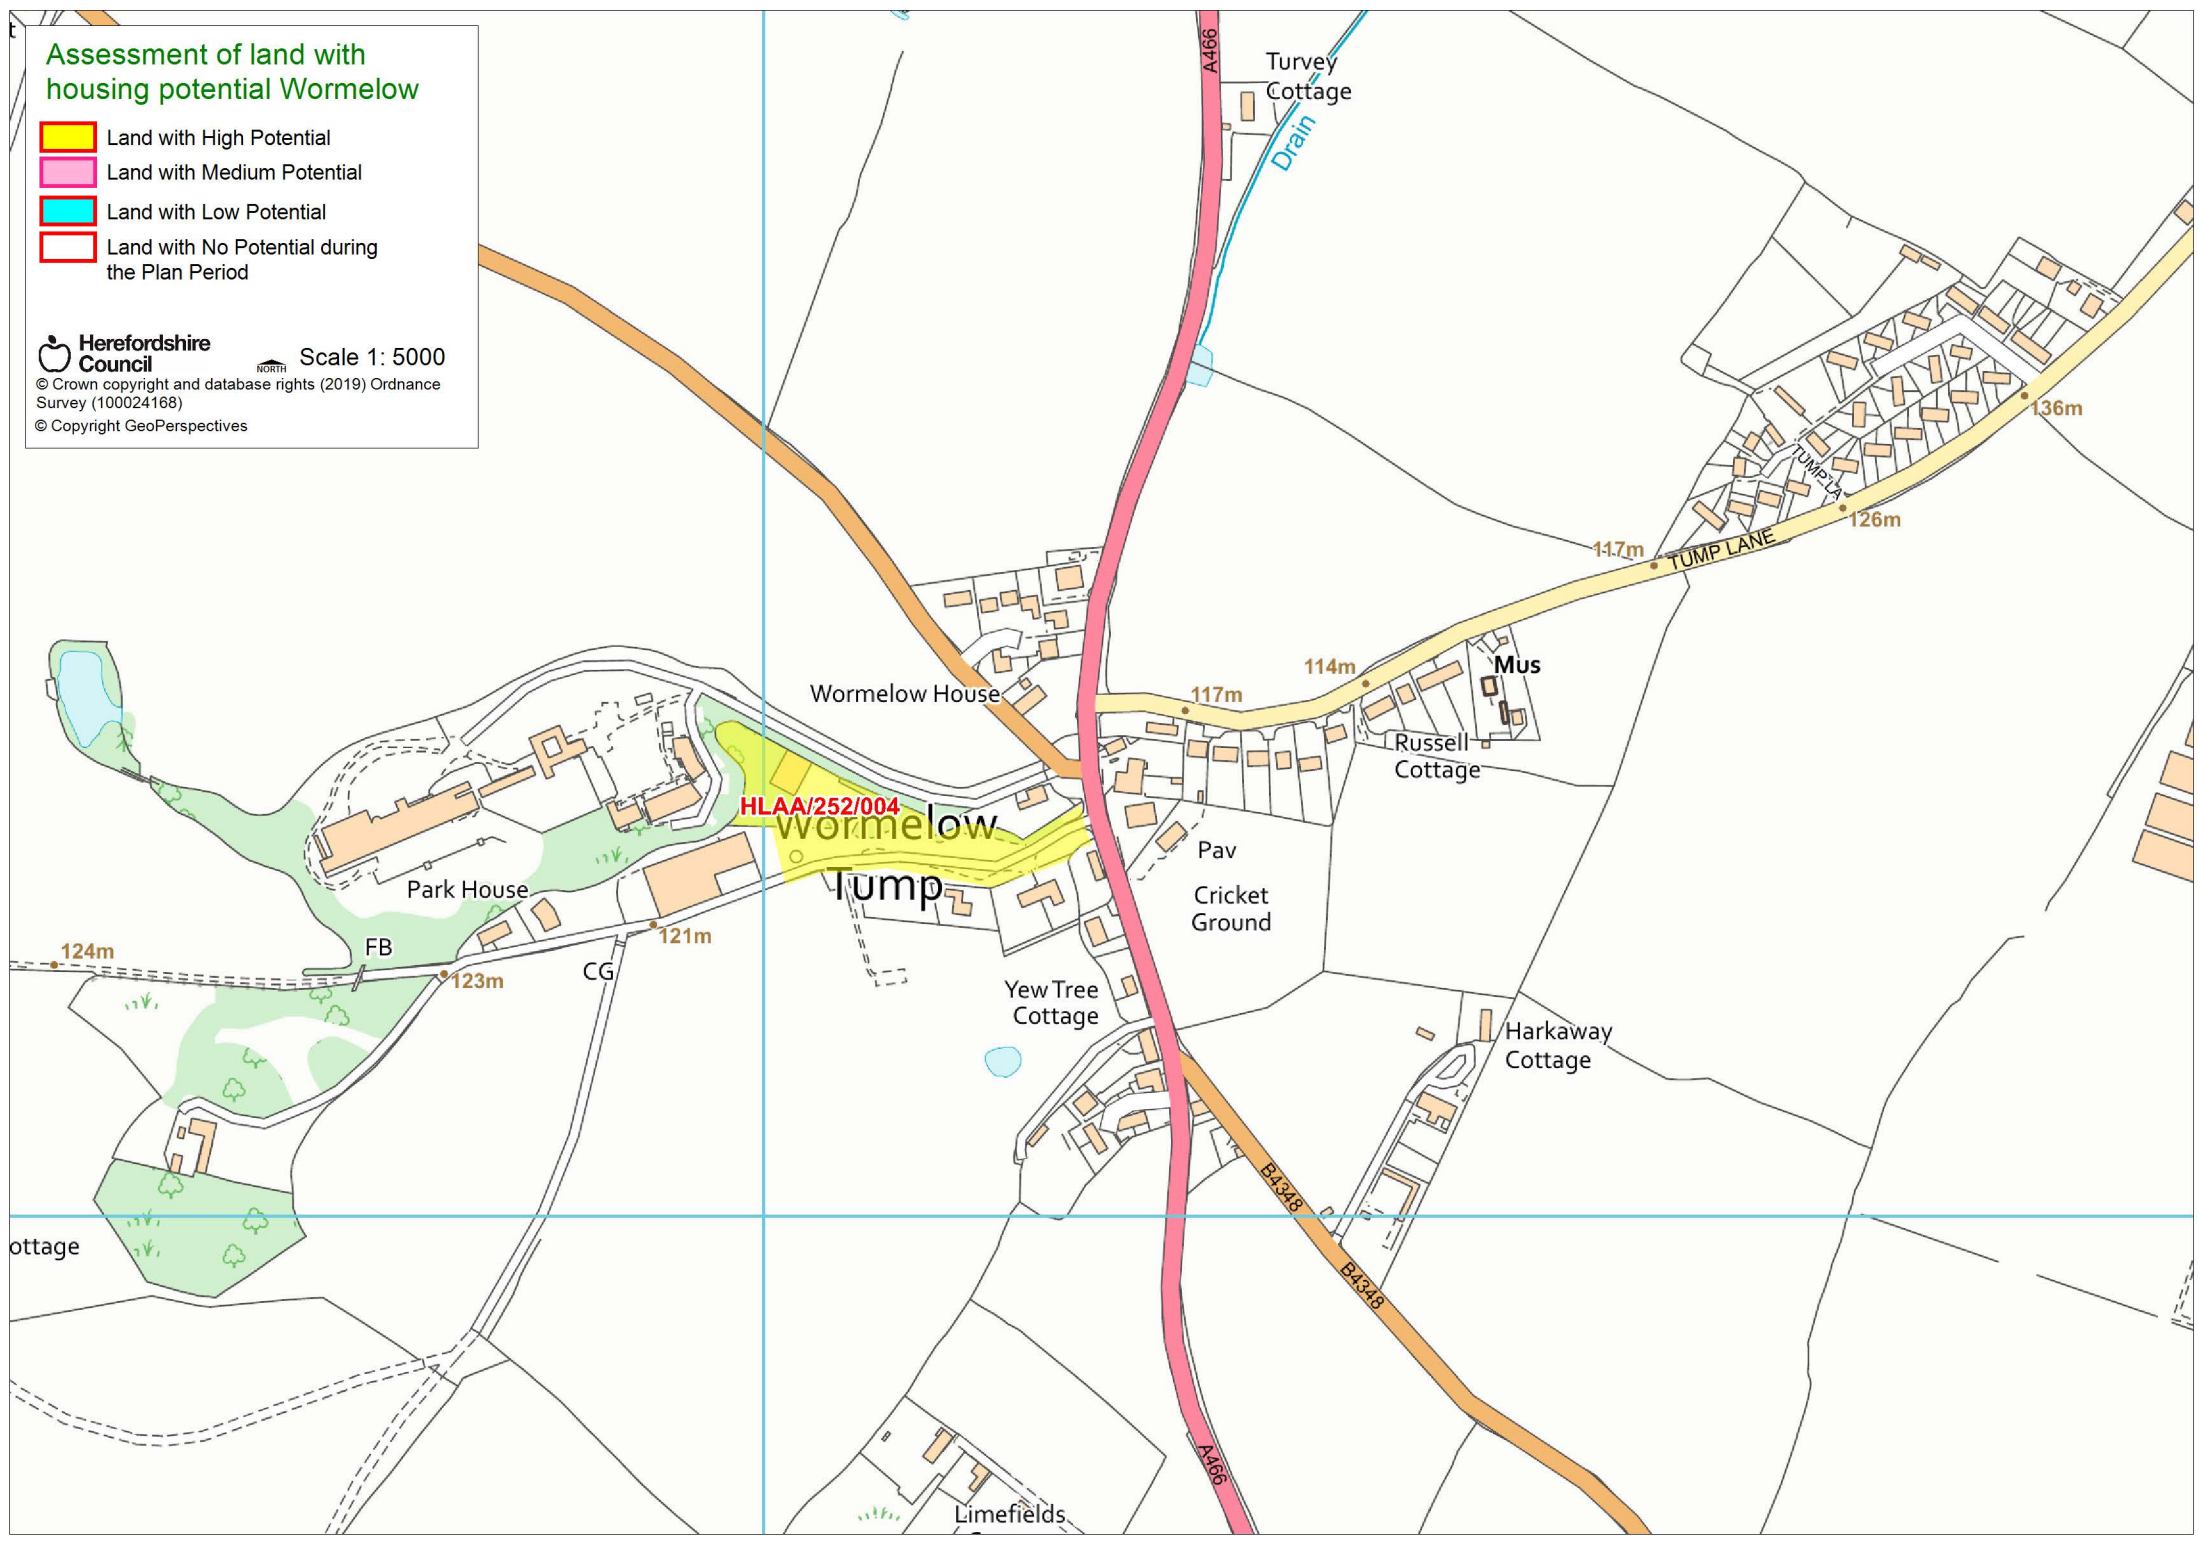 Assessment of land with
housing potential Wormelow
Land with High Potential
Land with Medium Potential
Land with Low Potential
Land with No Potential during
the Plan Period
Herefordshire
Council
NORTH
Scale 1: 5000
© Crown copyright and database rights (2019) Ordnance
Survey (100024168)
© Copyright GeoPerspectives
t
A466
Turvey
Cottage
Drain
136m
TUMP LA
126m
117m
TUMP LANE
Mus
114m
117m
Wormelow House
Russell
Cottage
HLAA/252/004
Wormelow
Tump
Pav
Cricket
Ground
Park House
121m
FB
124m
CG
123m
Yew Tree
Cottage
Harkaway
Cottage
B4348
ottage
B4348
A466
Limefields